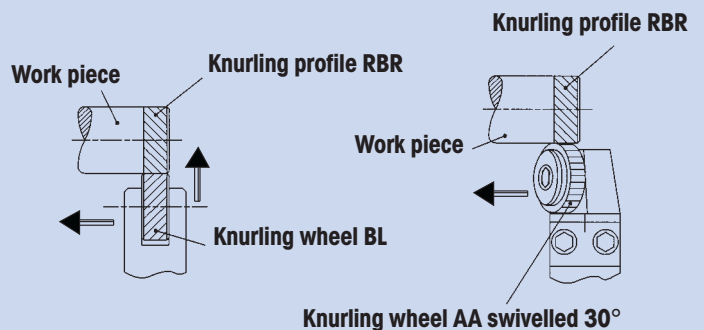 Work piece
Knurling profile RBR
Knurling wheel BL
Knurling profile RBR
Work piece
Knurling wheel AA swivelled 30°